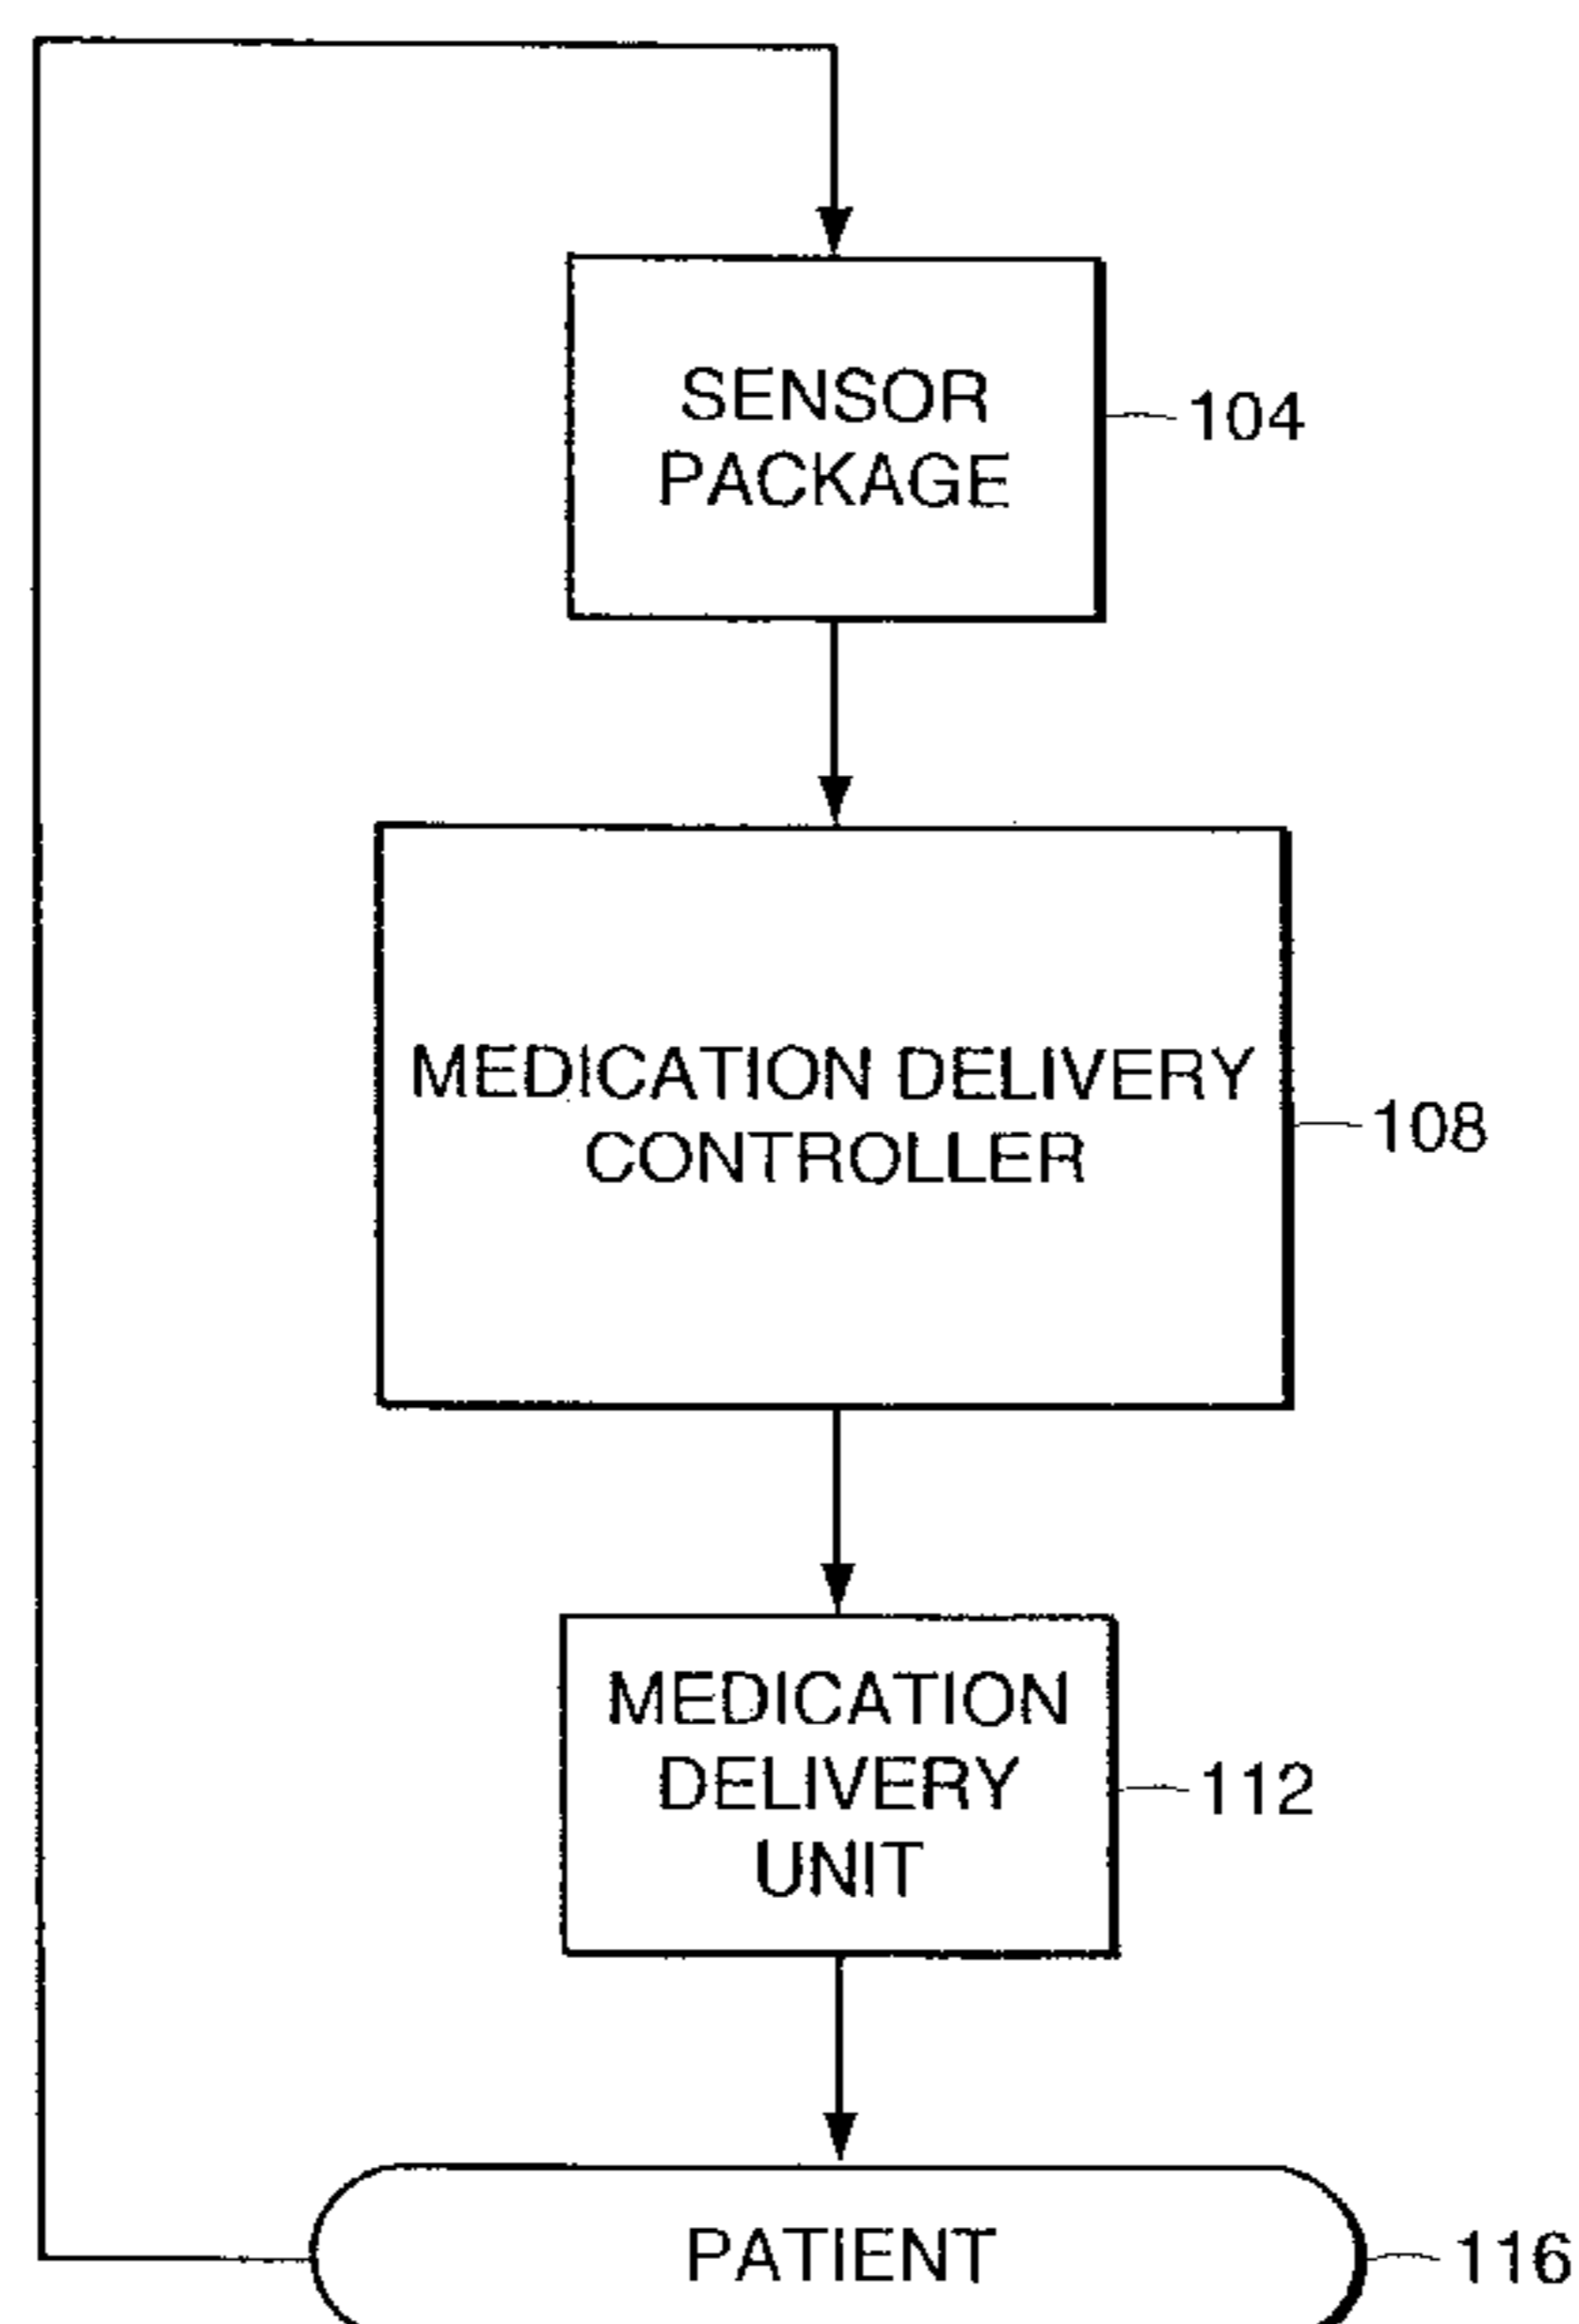 SENSOR
PACKAGE
104
MEDICATION DELIVERY
CONTROLLER
108
MEDICATION
DELIVERY
UNIT
112
PATIENT
116